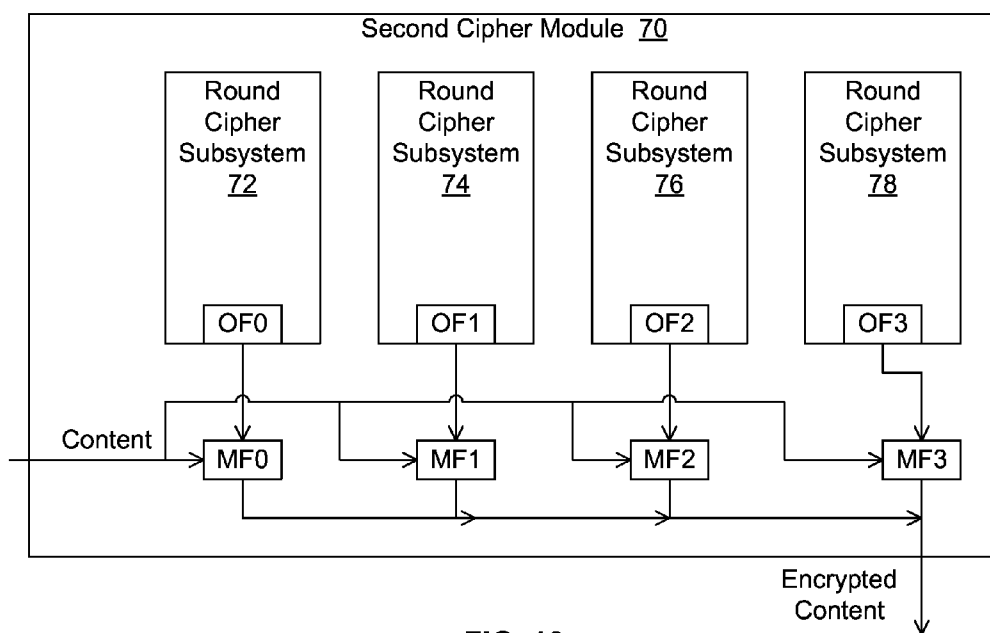 Second Cipher Module 70
Round
Cipher
Subsystem
72
Round
Cipher
Subsystem
74
Round
Cipher
Subsystem
76
Round
Cipher
Subsystem
78
OF0
OF1
OF2
OF3
Content
MF0
MF1
MF2
MF3
Encrypted
Content